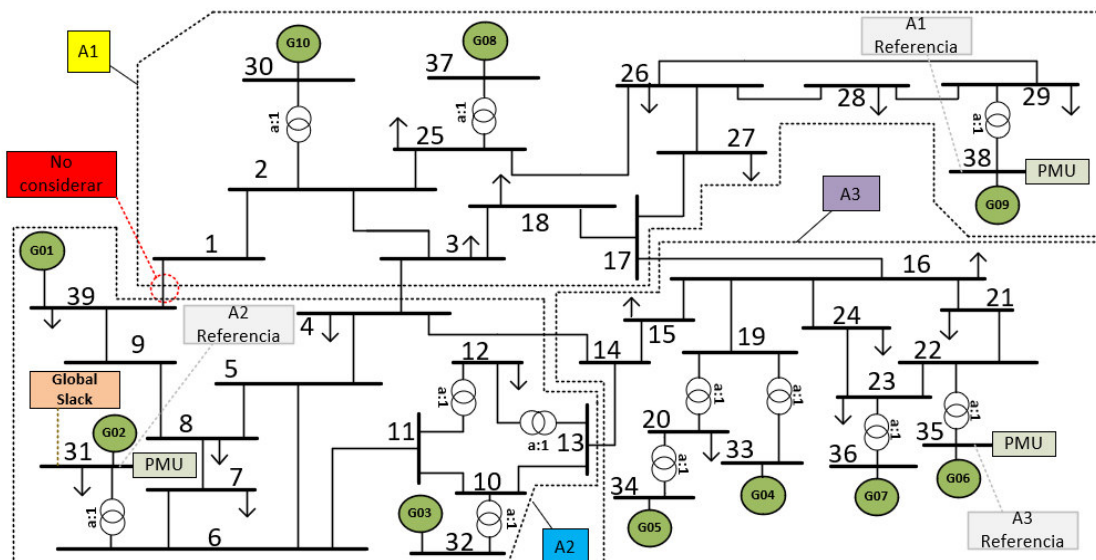 A1
G10
30
a:1
G08
37
a:1
25
26
A1
Referencia
28
29
a:1
38
PMU
G09
27
No
considerar
2
A3
18
3
1
17
16
G01
39
A2
Referencia
4
15
21
24
9
14
19
22
12
Global
Slack
5
a:1
a:1
a:1
23
a:1
G02
8
11
a:1
13
20
35
PMU
31
PMU
7
a:1
a:1
33
36
G06
a:1
10
34
G04
G07
G03
a:1
G05
6
32
A2
A3
Referencia